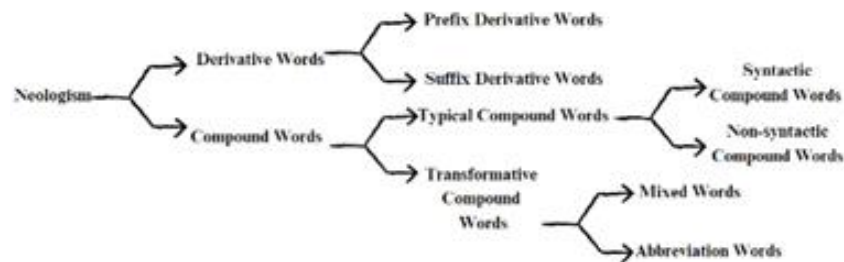 Prefix Derivative Words
Derivative Words
Suffix Derivative Words
Neologism
Syntactic
Compound Words
Typical Compound Words
Compound Words
Non-syntactic
Compound Words
Transformative
Compound
Words
Mixed Words
Abbreviation Words